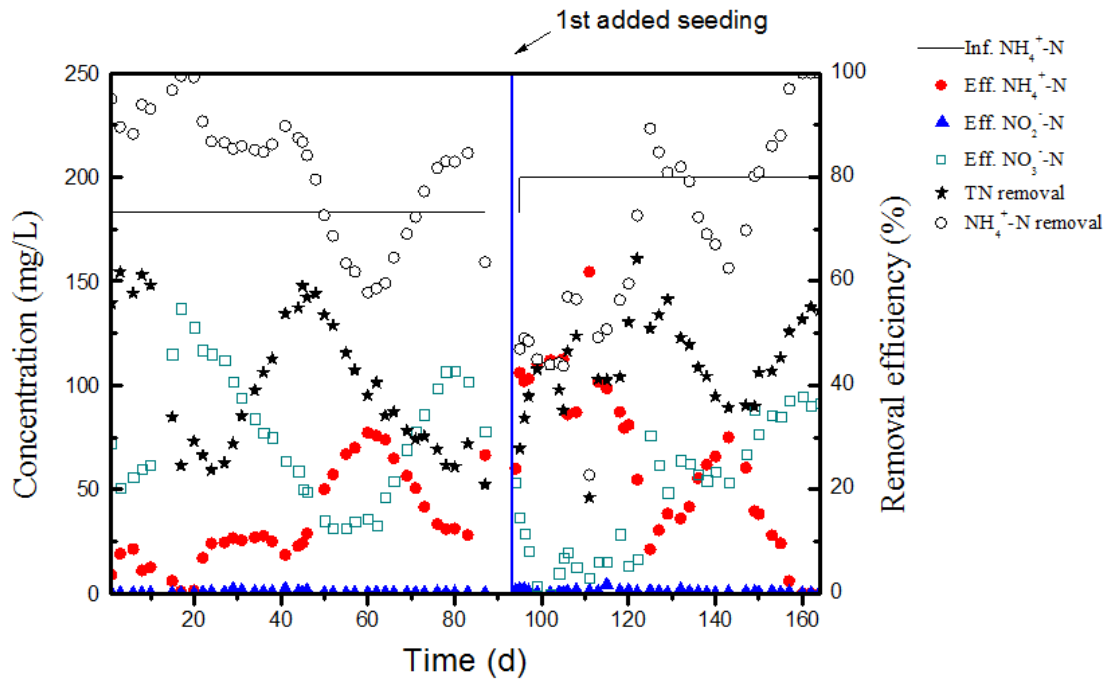 1st added seeding
Inf. NH₄⁺-N
Eff. NH₄⁺-N
Eff. NO₂⁻-N
Eff. NO₃⁻-N
TN removal
NH₄⁺-N removal
Concentration (mg/L)
250
200
150
100
50
0
Removal efficiency (%)
100
80
60
40
20
0
20 40 60 80 100 120 140 160
Time (d)